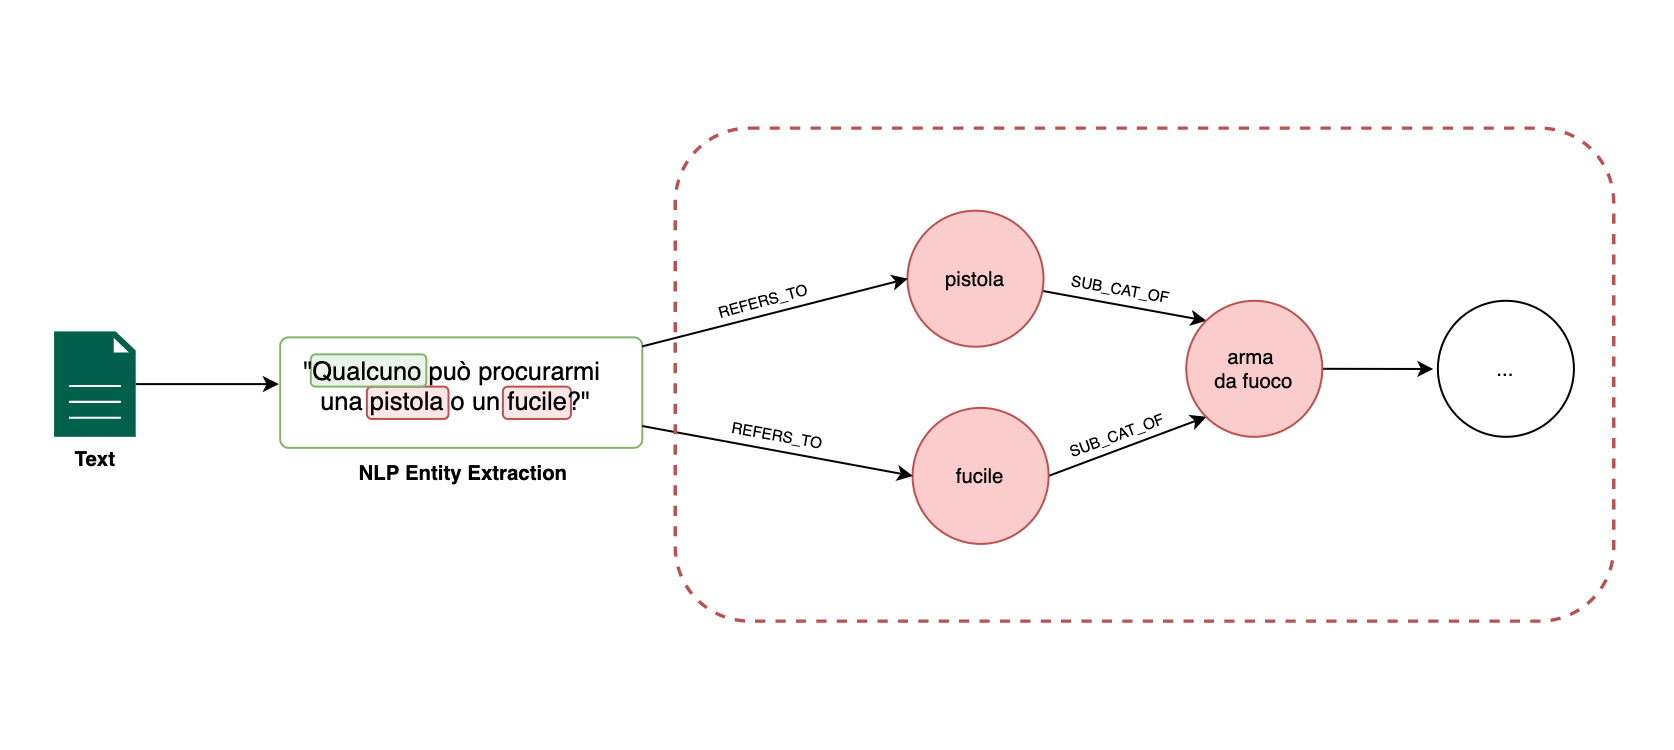 Text
"Qualcuno può procurarmi
una pistola o un fucile?"
NLP Entity Extraction
REFERS_TO
REFERS_TO
pistola
fucile
SUB_CAT_OF
SUB_CAT_OF
arma
da fuoco
...